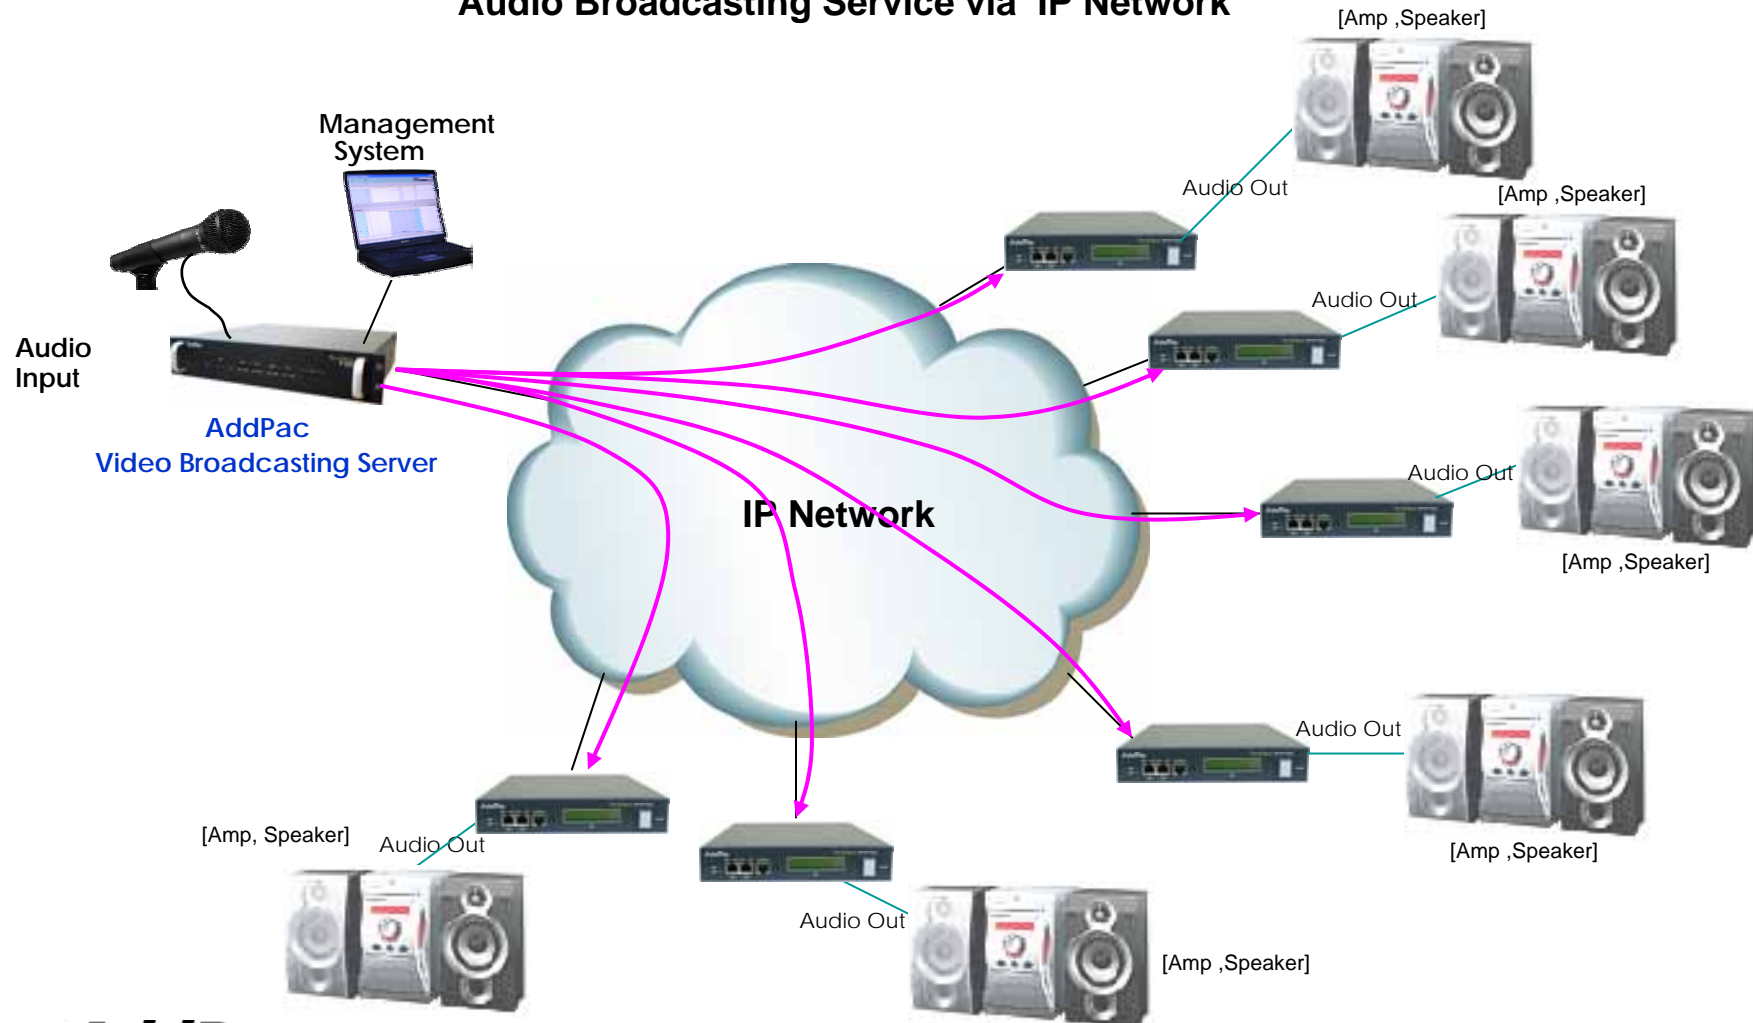 Audio Broadcasting Service via IP Network
[Amp ,Speaker]
Management
System
Audio Out
[Amp ,Speaker]
Audio Out
Audio
Input
AddPac
Video Broadcasting Server
Audio Out
IP Network
[Amp ,Speaker]
Audio Out
[Amp, Speaker]
Audio Out
[Amp ,Speaker]
Audio Out
[Amp ,Speaker]